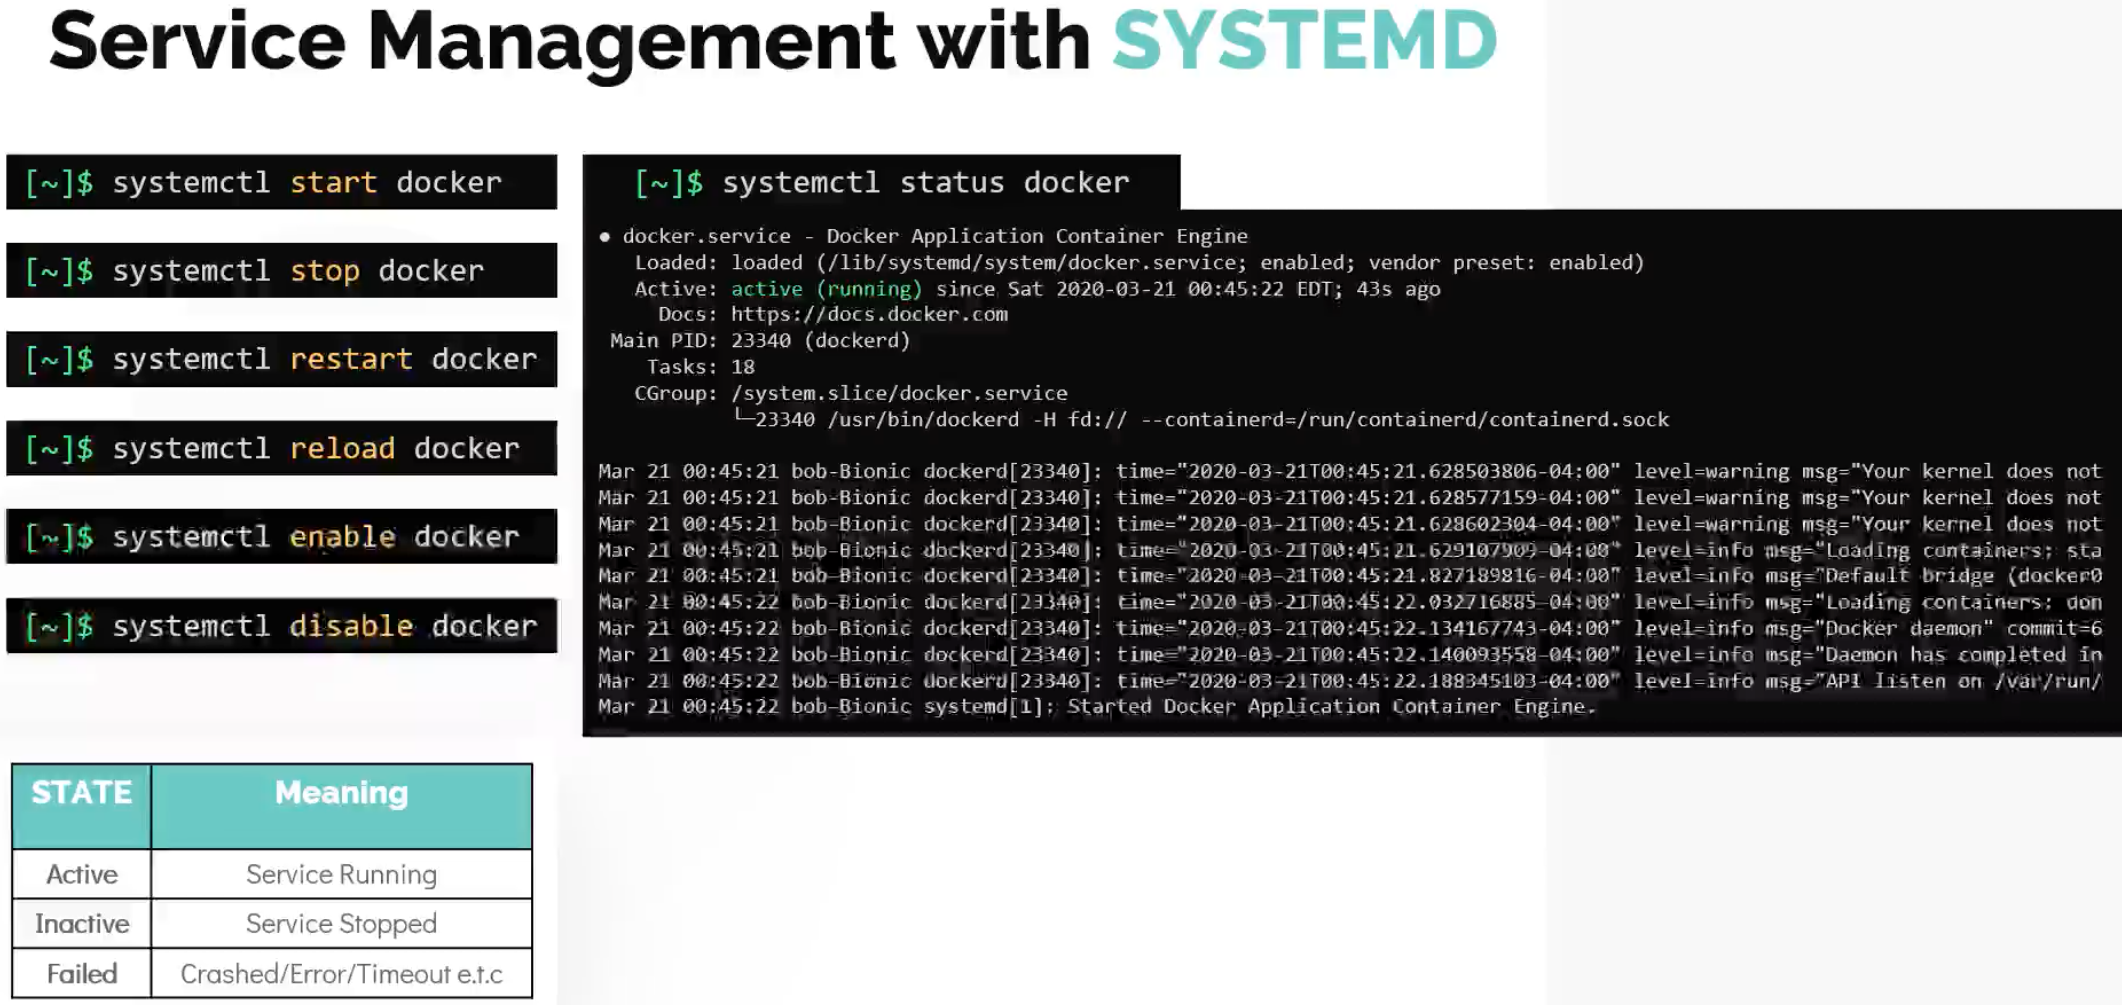 Service Management with SYSTEMD
[~]$ systemctl start docker
[~]$ systemctl stop docker
[~]$ systemctl restart docker
[~]$ systemctl reload docker
[~]$ systemctl enable docker
[~]$ systemctl disable docker
[~]$ systemctl status docker
● docker.service - Docker Application Container Engine
Loaded: loaded (/lib/systemd/system/docker.service; enabled; vendor preset: enabled)
Active: active (running) since Sat 2020-03-21 00:45:22 EDT; 43s ago
Docs: https://docs.docker.com
Main PID: 23340 (dockerd)
Tasks: 18
CGroup: /system.slice/docker.service
└─23340 /usr/bin/dockerd -H fd:// --containerd=/run/containerd/containerd.sock
Mar 21 00:45:21 bob-Bionic dockerd[23340]: time="2020-03-21T00:45:21.628503806-04:00" level=warning msg="Your kernel does not
Mar 21 00:45:21 bob-Bionic dockerd[23340]: time="2020-03-21T00:45:21.628577159-04:00" level=warning msg="Your kernel does not
Mar 21 00:45:21 bob-Bionic dockerd[23340]: time="2020-03-21T00:45:21.628602304-04:00" level=warning msg="Your kernel does not
Mar 21 00:45:21 bob-Bionic dockerd[23340]: time="2020-03-21T00:45:21.629107909-04:00" level=info msg="Loading containers: sta
Mar 21 00:45:21 bob-Bionic dockerd[23340]: time="2020-03-21T00:45:21.827189816-04:00" level=info msg="Default bridge (docker0
Mar 21 00:45:22 bob-Bionic dockerd[23340]: time="2020-03-21T00:45:22.032716885-04:00" level=info msg="Loading containers: don
Mar 21 00:45:22 bob-Bionic dockerd[23340]: time="2020-03-21T00:45:22.134167743-04:00" level=info msg="Docker daemon" commit=6
Mar 21 00:45:22 bob-Bionic dockerd[23340]: time="2020-03-21T00:45:22.140093558-04:00" level=info msg="Daemon has completed in
Mar 21 00:45:22 bob-Bionic dockerd[23340]: time="2020-03-21T00:45:22.188345103-04:00" level=info msg="API listen on /var/run/
Mar 21 00:45:22 bob-Bionic systemd[1]: Started Docker Application Container Engine.
STATE Meaning
Active Service Running
Inactive Service Stopped
Failed Crashed/Error/Timeout e.t.c